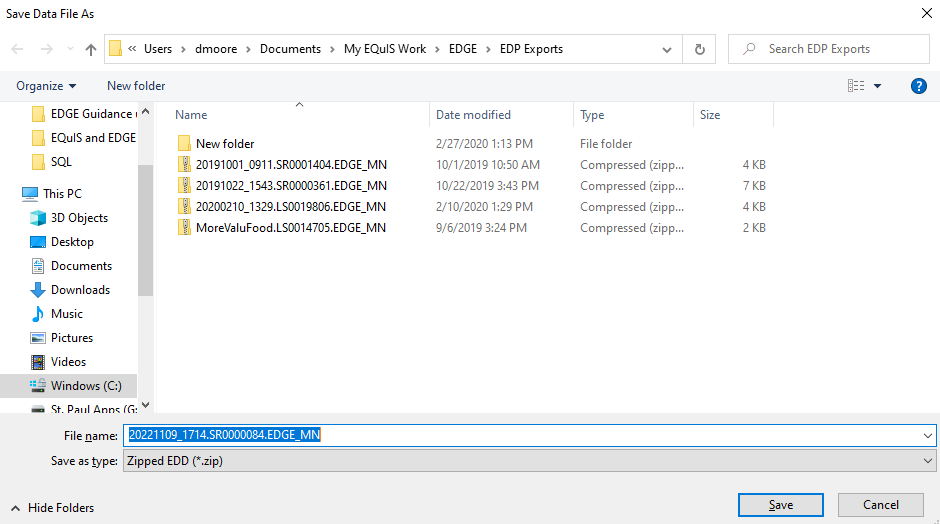 Save Data File As
« Users > dmoore > Documents > My EQuIS Work > EDGE > EDP Exports
Search EDP Exports
Organize
New folder
?
EDGE Guidance
EQuIS and EDGE
SQL
This PC
3D Objects
Desktop
Documents
Downloads
Music
Pictures
Videos
Windows (C:)
St. Paul Apps (G:
Name Date modified Type Size
New folder 2/27/2020 1:13 PM File folder
20191001_0911.SR0001404.EDGE_MN 10/1/2019 10:50 AM Compressed (zipp... 4 KB
20191022_1543.SR0000361.EDGE_MN 10/22/2019 3:43 PM Compressed (zipp... 7 KB
20200210_1329.LS0019806.EDGE_MN 2/10/2020 1:29 PM Compressed (zipp... 4 KB
MoreValuFood.LS0014705.EDGE_MN 9/6/2019 3:24 PM Compressed (zipp... 2 KB
File name: 20221109_1714.SR0000084.EDGE_MN
Save as type: Zipped EDD (*.zip)
Hide Folders
Save
Cancel